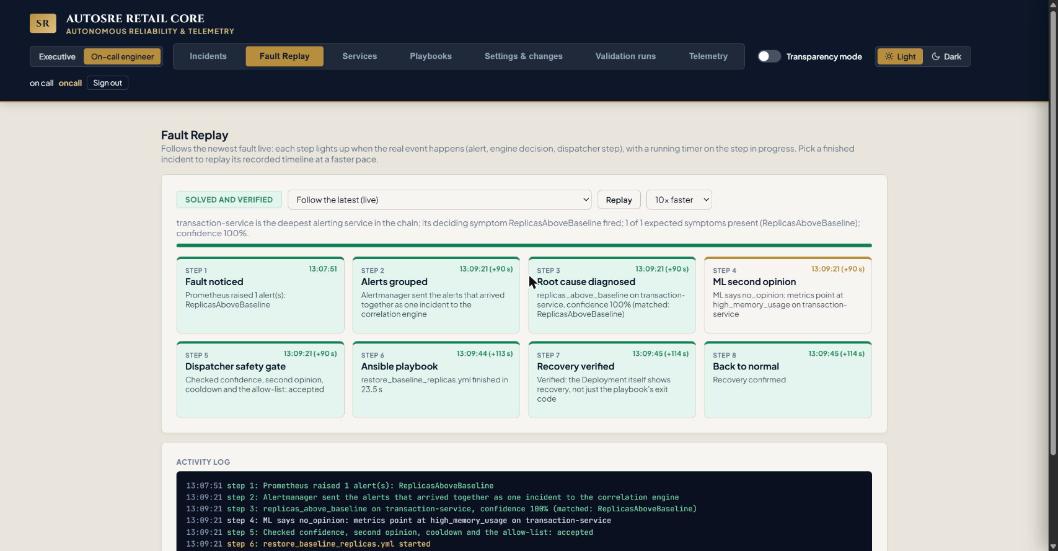 SR
AUTOSRE RETAIL CORE
AUTONOMOUS RELIABILITY & TELEMETRY
Executive
On-call engineer
Incidents
Fault Replay
Services
Playbooks
Settings & changes
Validation runs
Telemetry
Transparency mode
Light
Dark
on call oncall Sign out
Fault Replay
Follows the newest fault live: each step lights up when the real event happens (alert, engine decision, dispatcher step), with a running timer on the step in progress. Pick a finished
incident to replay its recorded timeline at a faster pace.
SOLVED AND VERIFIED
Follow the latest (live)
Replay
10× faster
transaction-service is the deepest alerting service in the chain; its deciding symptom ReplicasAboveBaseline fired; 1 of 1 expected symptoms present (ReplicasAboveBaseline);
confidence 100%.
STEP 1
13:07:51
Fault noticed
Prometheus raised 1 alert(s):
ReplicasAboveBaseline
STEP 2
13:09:21 (+90 s)
Alerts grouped
Alertmanager sent the alerts that arrived
together as one incident to the
correlation engine
STEP 3
13:09:21 (+90 s)
Root cause diagnosed
replicas_above_baseline on transaction-
service, confidence 100% (matched:
ReplicasAboveBaseline)
STEP 4
13:09:21 (+90 s)
ML second opinion
ML says no_opinion: metrics point at
high_memory_usage on transaction-
service
STEP 5
13:09:21 (+90 s)
Dispatcher safety gate
Checked confidence, second opinion,
cooldown and the allow-list: accepted
STEP 6
13:09:44 (+113 s)
Ansible playbook
restore_baseline_replicas.yml finished in
23.5 s
STEP 7
13:09:45 (+114 s)
Recovery verified
Verified: the Deployment itself shows
recovery, not just the playbook's exit
code
STEP 8
13:09:45 (+114 s)
Back to normal
Recovery confirmed
ACTIVITY LOG
13:07:51 step 1: Prometheus raised 1 alert(s): ReplicasAboveBaseline
13:09:21 step 2: Alertmanager sent the alerts that arrived together as one incident to the correlation engine
13:09:21 step 3: replicas_above_baseline on transaction-service, confidence 100% (matched: ReplicasAboveBaseline)
13:09:21 step 4: ML says no_opinion: metrics point at high_memory_usage on transaction-service
13:09:21 step 5: Checked confidence, second opinion, cooldown and the allow-list: accepted
13:09:21 step 6: restore_baseline_replicas.yml started